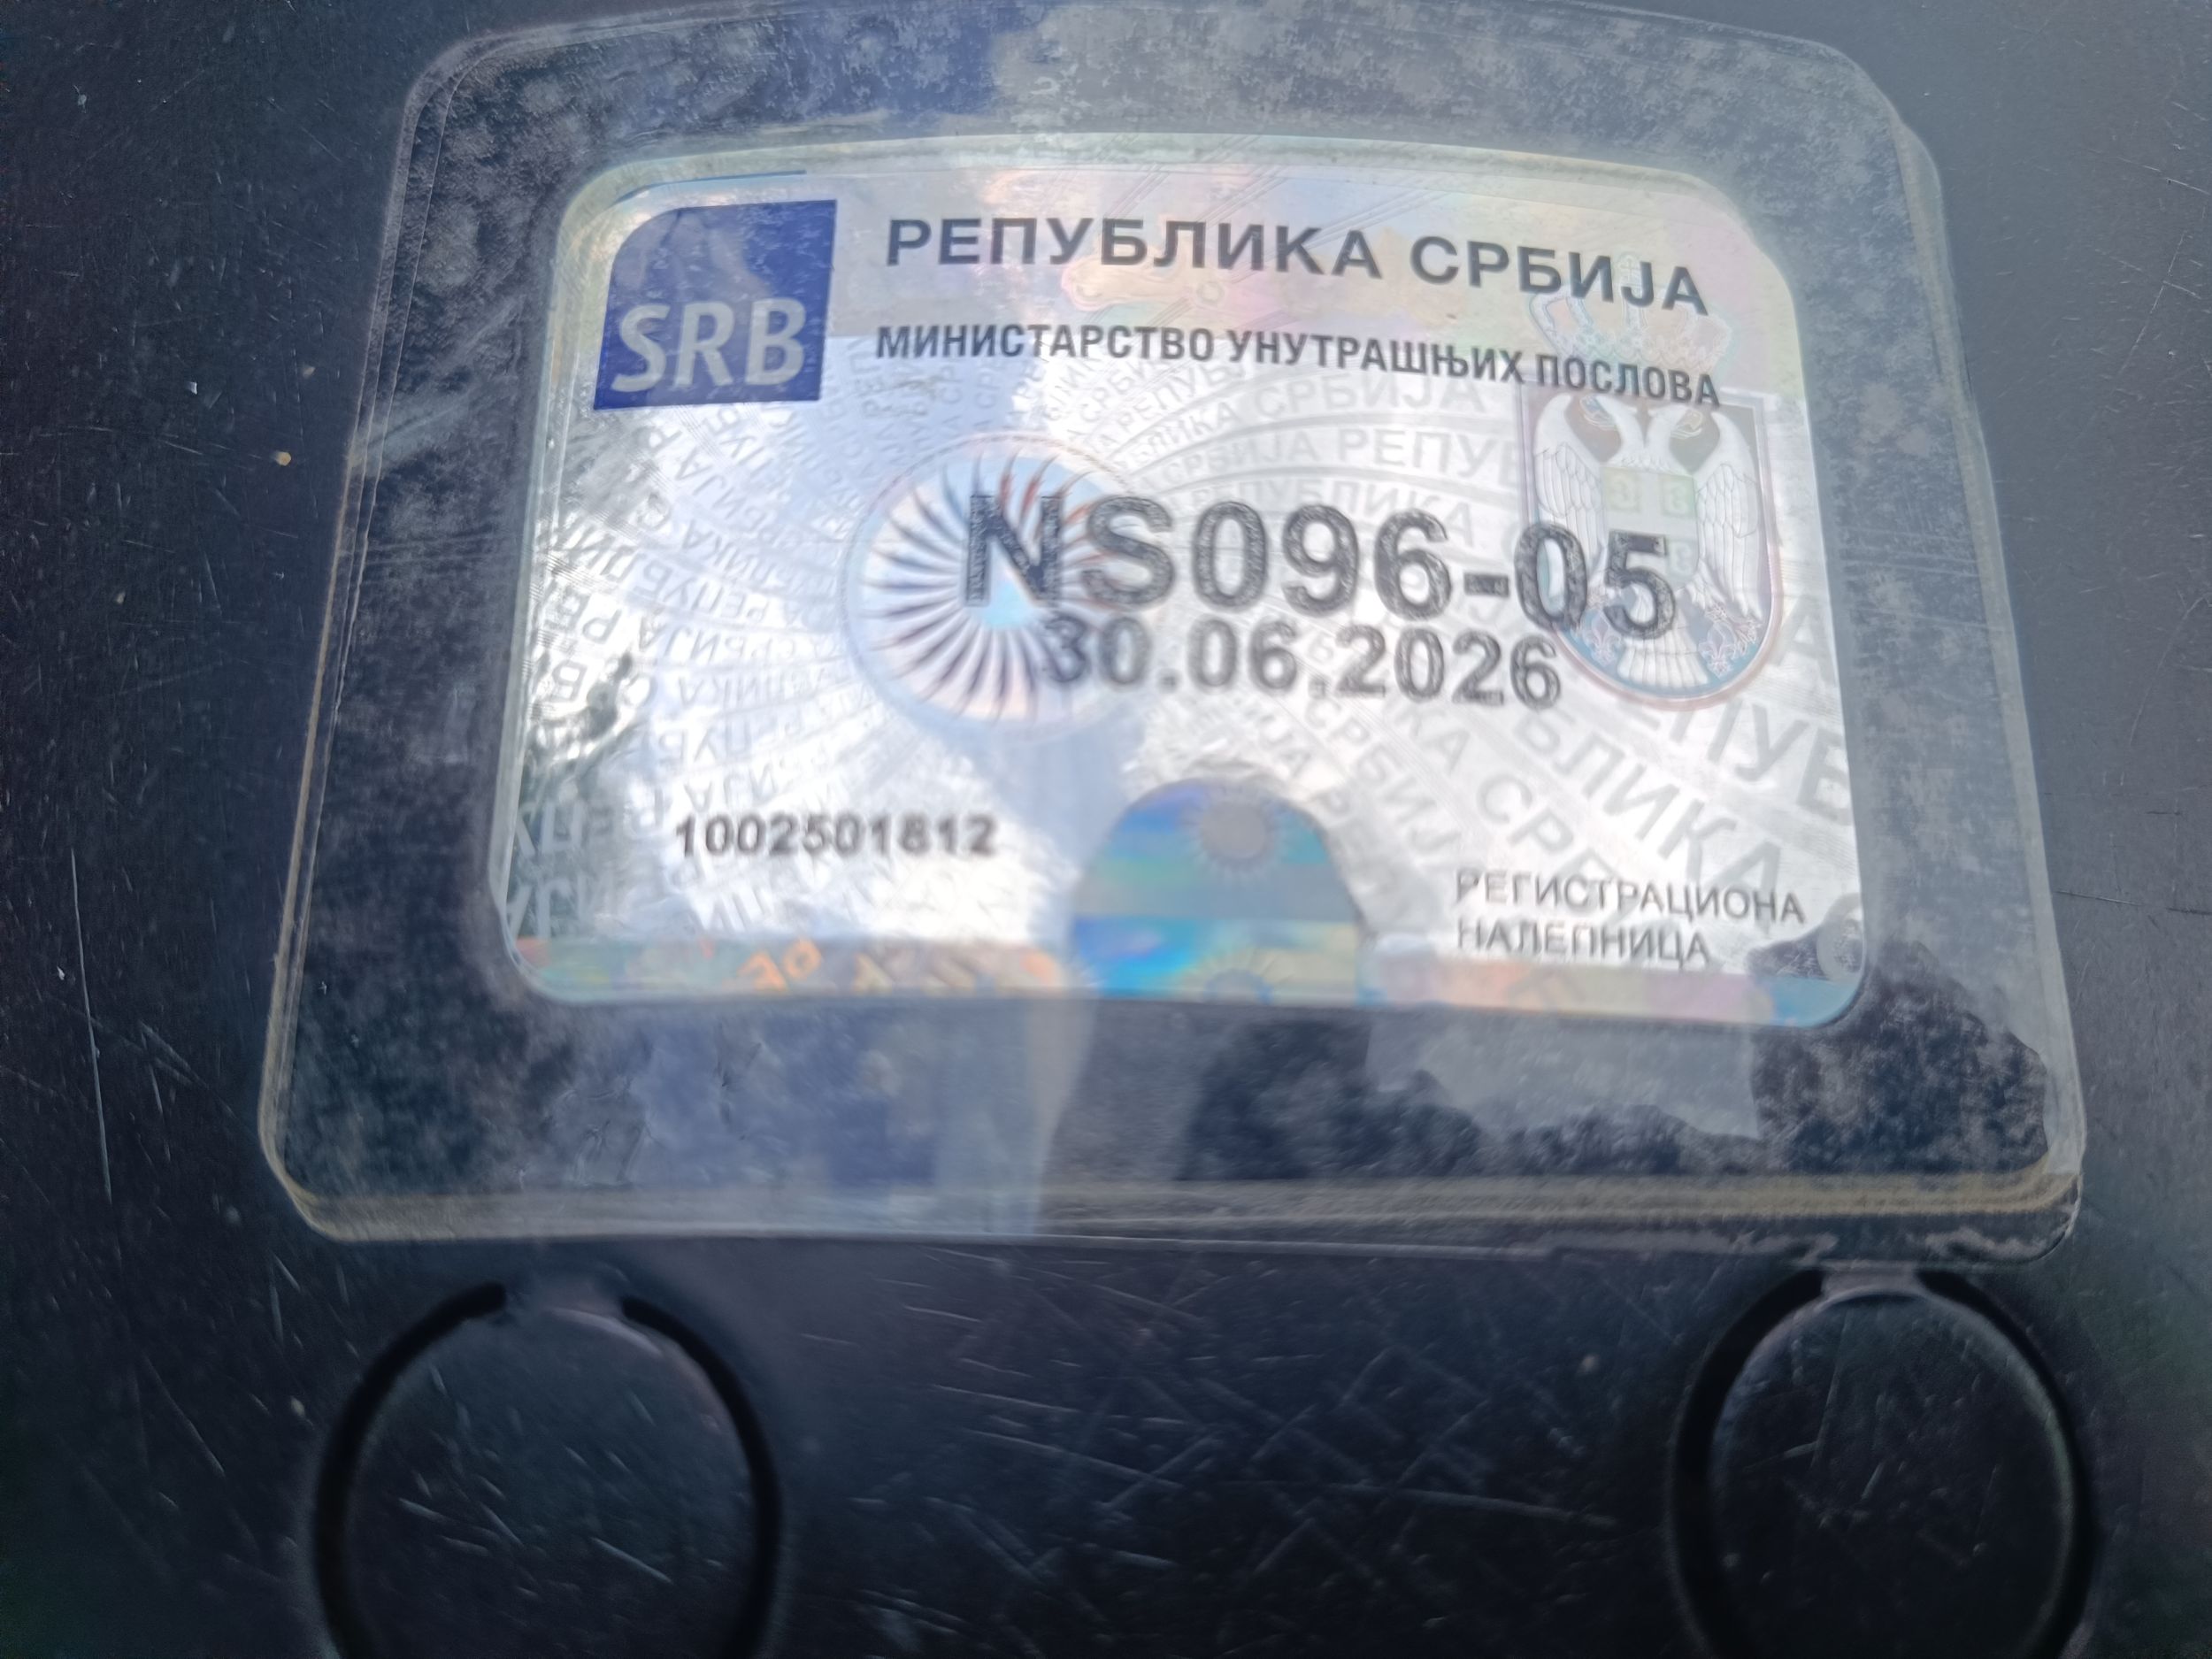 SRB
РЕПУБЛИКА СРБИЈА
МИНИСТАРСТВО УНУТРАШЊИХ ПОСЛОВА
NS096-05
30.06.2026
1002501812
РЕГИСТРАЦИОНА
НАЛЕПНИЦА